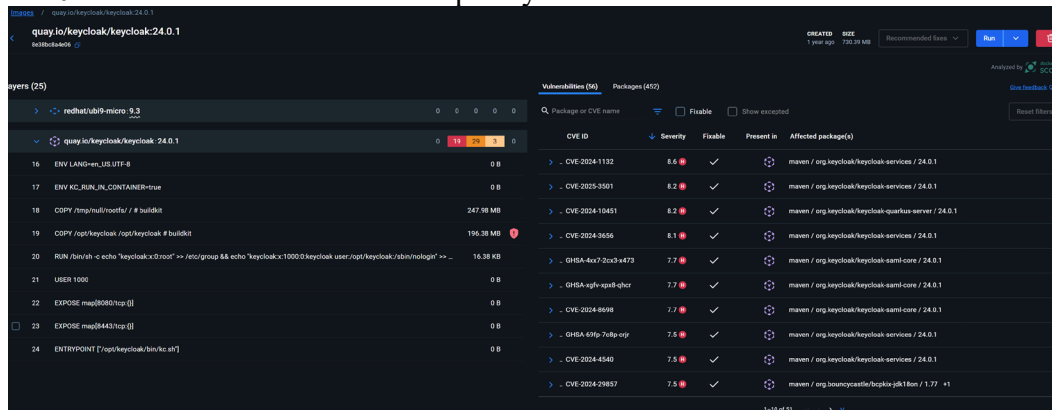 Images / quay.io/keycloak/keycloak:24.0.1
quay.io/keycloak/keycloak:24.0.1
8e38bc8a4e06
CREATED SIZE
1 year ago 730.39 MB
Recommended fixes
Run
Analyzed by
ayers (25)
Vulnerabilities (56) Packages (452)
Give feedback
redhat/ubi9-micro:9.3 0 0 0 0 0
Package or CVE name Fixable Show excepted Reset filters
quay.io/keycloak/keycloak:24.0.1 0 19 29 3 0
CVE ID Severity Fixable Present in Affected package(s)
16 ENV LANG=en_US.UTF-8 0 B
17 ENV KC_RUN_IN_CONTAINER=true 0 B
18 COPY /tmp/null/rootfs/ / # buildkit 247.98 MB
19 COPY /opt/keycloak /opt/keycloak # buildkit 196.38 MB
20 RUN /bin/sh -c echo "keycloak:x:0:root" >> /etc/group && echo "keycloak:x:1000:0:keycloak user:/opt/keycloak:/sbin/nologin" >> ... 16.38 KB
21 USER 1000 0 B
22 EXPOSE map[8080/tcp:{}] 0 B
23 EXPOSE map[8443/tcp:{}] 0 B
24 ENTRYPOINT ["/opt/keycloak/bin/kc.sh"] 0 B
CVE-2024-1132 8.6 H maven / org.keycloak/keycloak-services / 24.0.1
CVE-2025-3501 8.2 H maven / org.keycloak/keycloak-services / 24.0.1
CVE-2024-10451 8.2 H maven / org.keycloak/keycloak-quarkus-server / 24.0.1
CVE-2024-3656 8.1 H maven / org.keycloak/keycloak-services / 24.0.1
GHSA-4xx7-2cx3-x473 7.7 H maven / org.keycloak/keycloak-saml-core / 24.0.1
GHSA-xgfv-xpx8-qhcr 7.7 H maven / org.keycloak/keycloak-saml-core / 24.0.1
CVE-2024-8698 7.7 H maven / org.keycloak/keycloak-saml-core / 24.0.1
GHSA-69fp-7c8p-crjr 7.5 H maven / org.keycloak/keycloak-services / 24.0.1
CVE-2024-4540 7.5 H maven / org.keycloak/keycloak-services / 24.0.1
CVE-2024-29857 7.5 H maven / org.bouncycastle/bcpkix-jdk18on / 1.77 +1
1–10 of 51